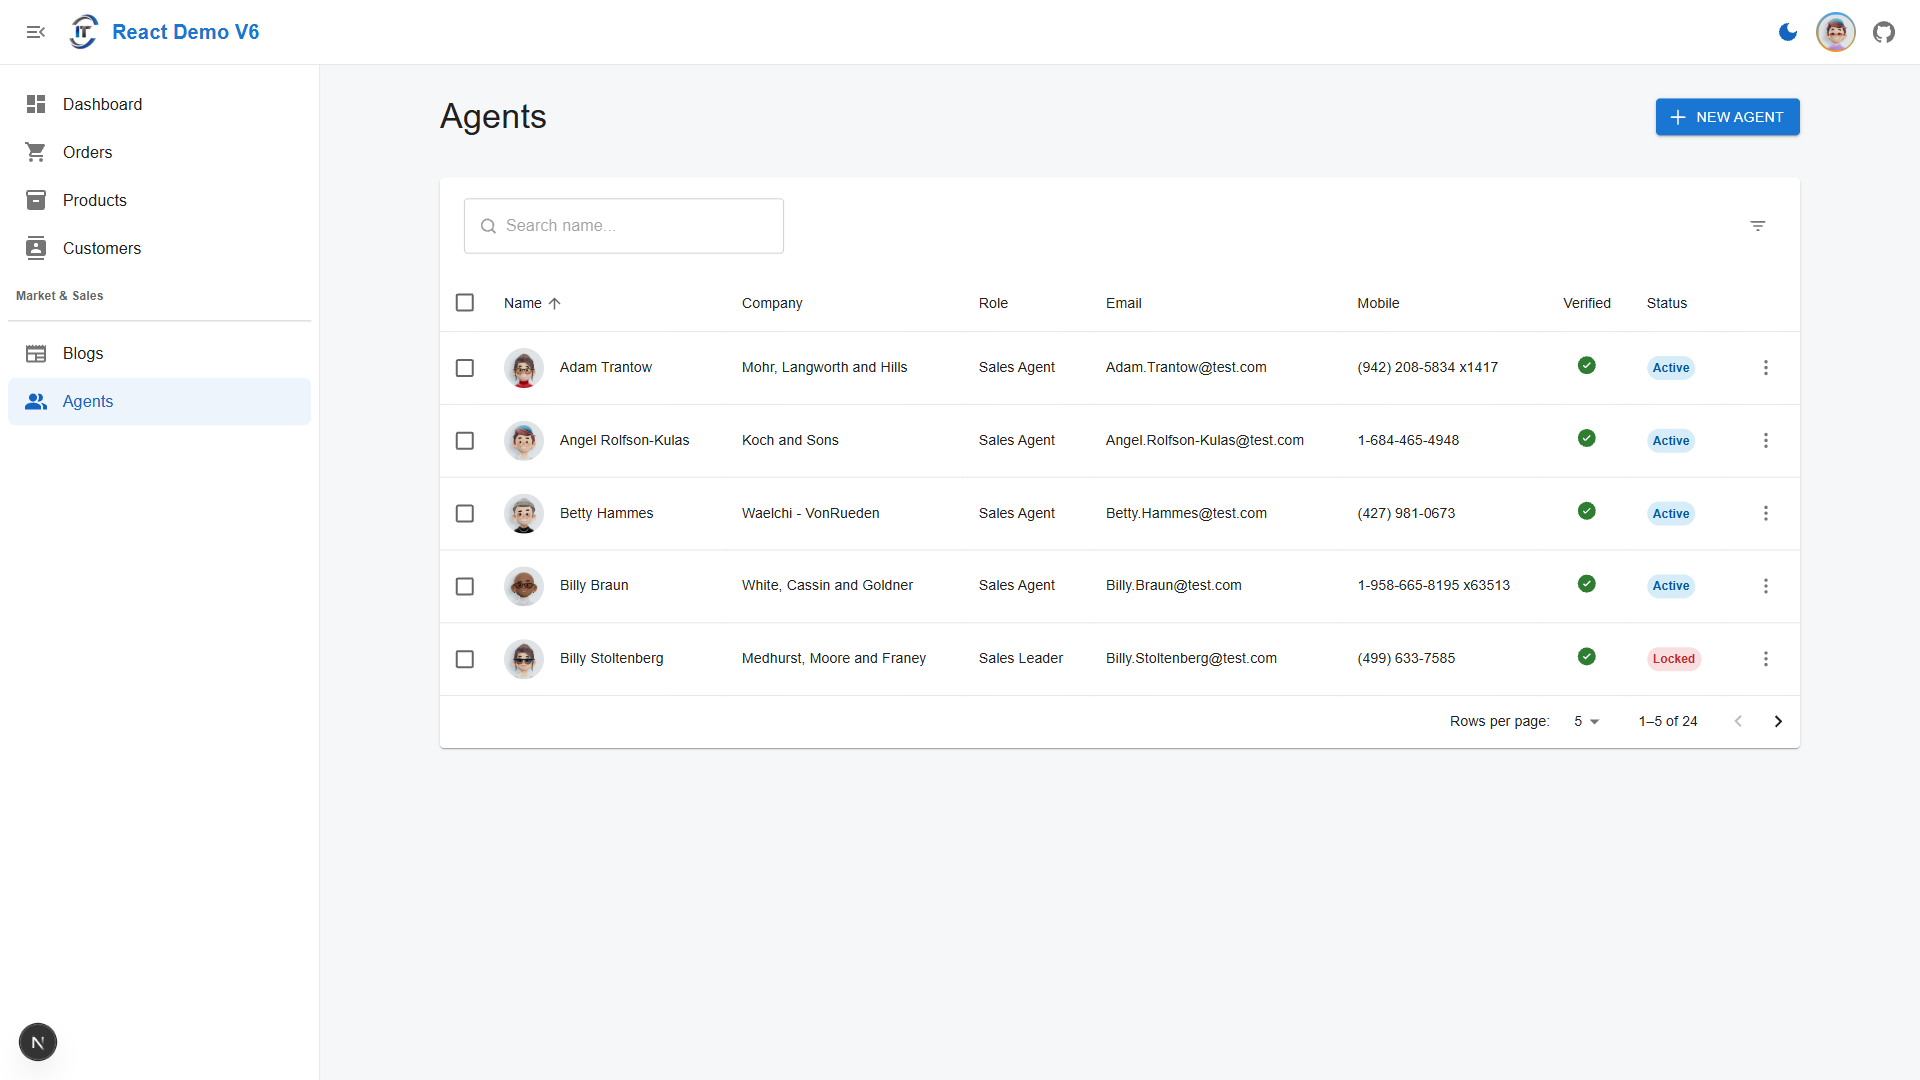 IT React Demo V6
Dashboard
Orders
Products
Customers
Market & Sales
Blogs
Agents
N
Agents
NEW AGENT
Search name...
Name Company Role Email Mobile Verified Status
Adam Trantow Mohr, Langworth and Hills Sales Agent Adam.Trantow@test.com (942) 208-5834 x1417 Active
Angel Rolfson-Kulas Koch and Sons Sales Agent Angel.Rolfson-Kulas@test.com 1-684-465-4948 Active
Betty Hammes Waelchi - VonRueden Sales Agent Betty.Hammes@test.com (427) 981-0673 Active
Billy Braun White, Cassin and Goldner Sales Agent Billy.Braun@test.com 1-958-665-8195 x63513 Active
Billy Stoltenberg Medhurst, Moore and Franey Sales Leader Billy.Stoltenberg@test.com (499) 633-7585 Locked
Rows per page: 5 1–5 of 24